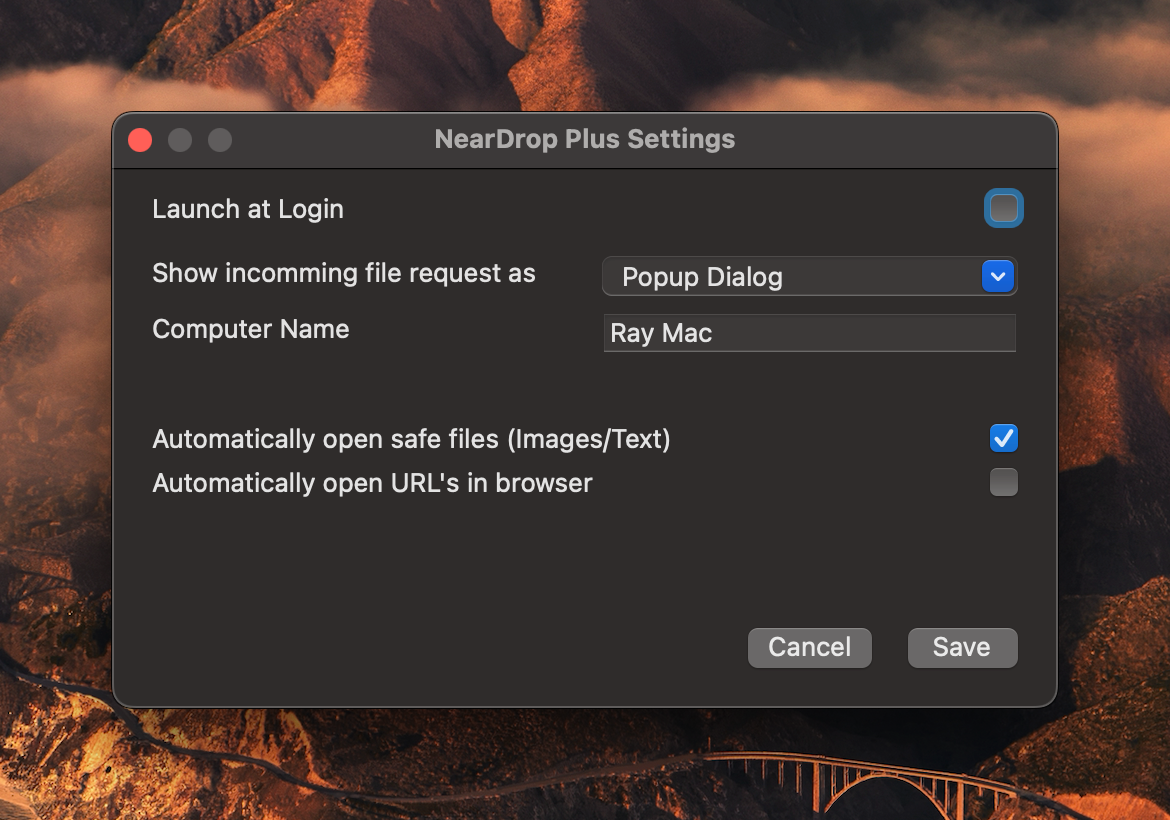 NearDrop Plus Settings
Launch at Login
Show incomming file request as
Popup Dialog
Computer Name
Ray Mac
Automatically open safe files (Images/Text)
Automatically open URL's in browser
Cancel
Save